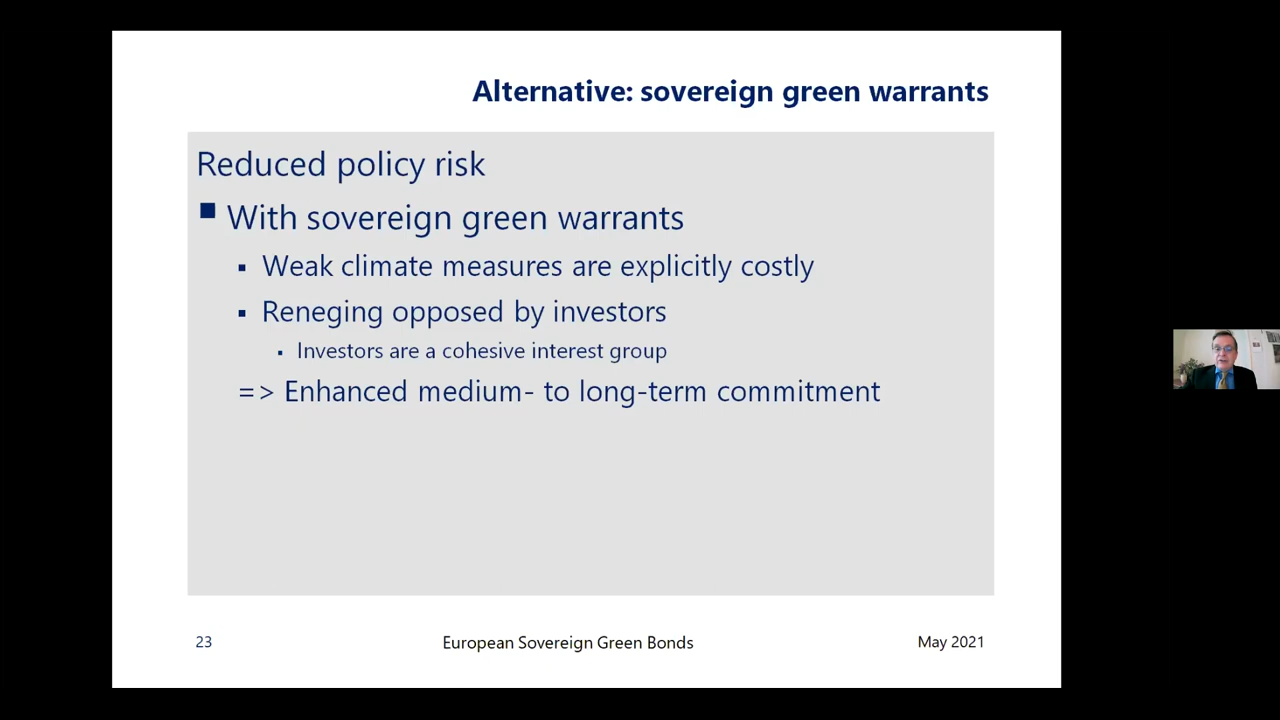 Alternative: sovereign green warrants
Reduced policy risk
▪ With sovereign green warrants
▪ Weak climate measures are explicitly costly
▪ Reneging opposed by investors
▪ Investors are a cohesive interest group
=> Enhanced medium- to long-term commitment
23
European Sovereign Green Bonds
May 2021